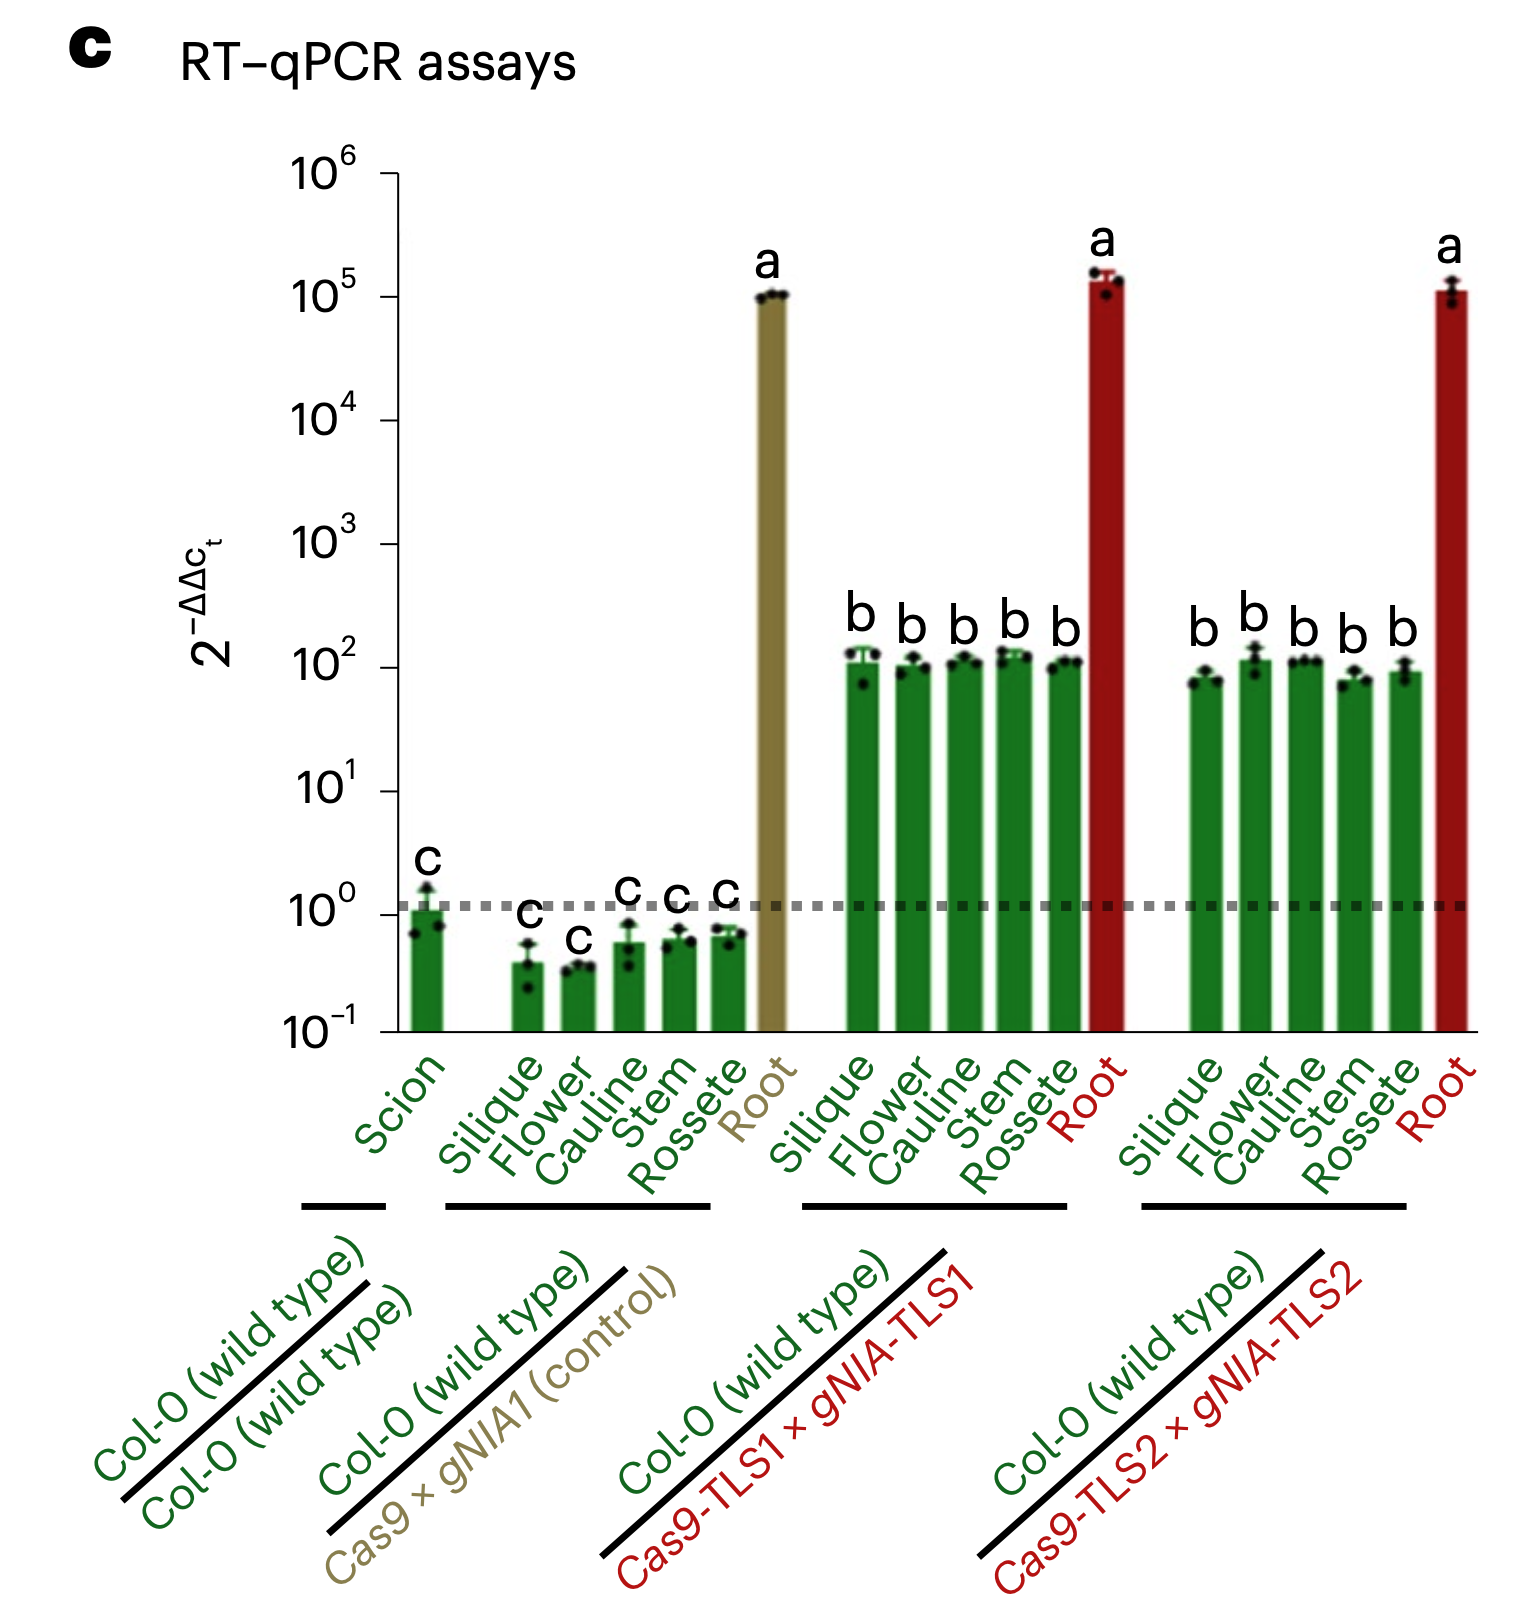 c RT–qPCR assays
2^−ΔΔc_t
10^6
10^5
10^4
10^3
10^2
10^1
10^0
10^−1
c
c
c
c
c
c
a
b
b
b
b
b
a
b
b
b
b
b
a
Scion
Silique
Flower
Cauline
Stem
Rossete
Root
Silique
Flower
Cauline
Stem
Rossete
Root
Silique
Flower
Cauline
Stem
Rossete
Root
Col-0 (wild type)
Col-0 (wild type)
Col-0 (wild type)
Cas9 × gNIA1 (control)
Col-0 (wild type)
Cas9-TLS1 × gNIA-TLS1
Col-0 (wild type)
Cas9-TLS2 × gNIA-TLS2